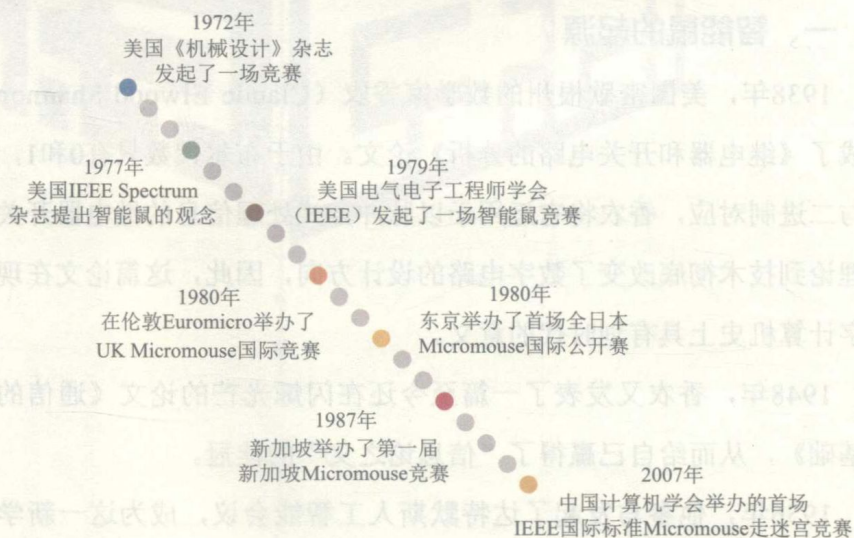 1972年
美国《机械设计》杂志
发起了一场竞赛
1977年
美国IEEE Spectrum
杂志提出智能鼠的观念
1979年
美国电气电子工程师学会
（IEEE）发起了一场智能鼠竞赛
1980年
在伦敦Euromicro举办了
UK Micromouse国际竞赛
1980年
东京举办了首场全日本
Micromouse国际公开赛
1987年
新加坡举办了第一届
新加坡Micromouse竞赛
2007年
中国计算机学会举办的首场
IEEE国际标准Micromouse走迷宫竞赛